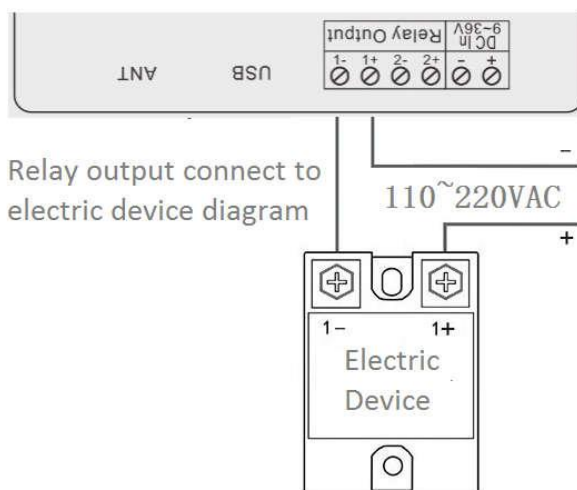 Relay Output
DC In
9~36V
1- 1+ 2- 2+ - +
ANT
USB
Relay output connect to
electric device diagram
-
110~220VAC
+
1- 1+
Electric
Device